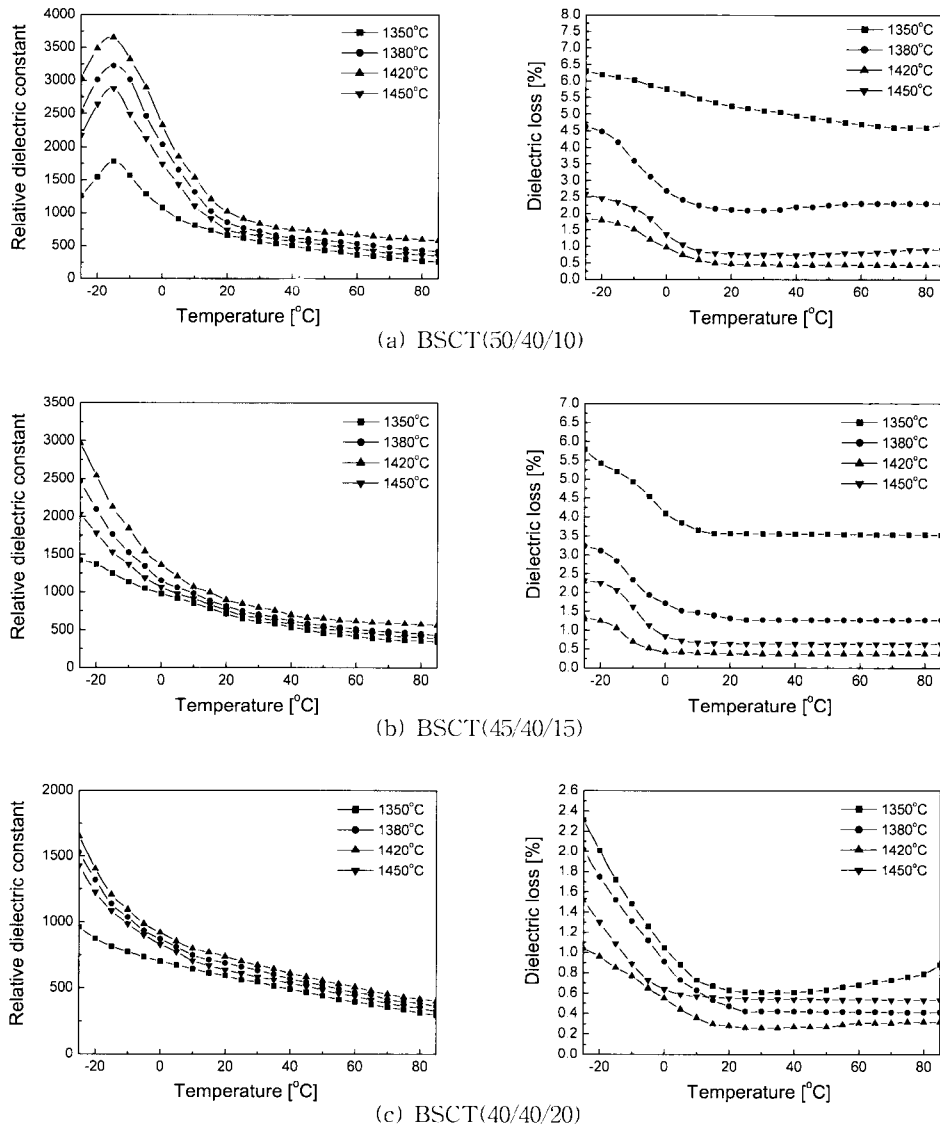 4000
3500
3000
2500
2000
1500
1000
500
0
Relative dielectric constant
1350°C
1380°C
1420°C
1450°C
-20 0 20 40 60 80
Temperature [°C]
8.0
7.5
7.0
6.5
6.0
5.5
5.0
4.5
4.0
3.5
3.0
2.5
2.0
1.5
1.0
0.5
0.0
Dielectric loss [%]
1350°C
1380°C
1420°C
1450°C
-20 0 20 40 60 80
Temperature [°C]
(a) BSCT(50/40/10)
3500
3000
2500
2000
1500
1000
500
0
Relative dielectric constant
1350°C
1380°C
1420°C
1450°C
-20 0 20 40 60 80
Temperature [°C]
7.0
6.5
6.0
5.5
5.0
4.5
4.0
3.5
3.0
2.5
2.0
1.5
1.0
0.5
0.0
Dielectric loss [%]
1350°C
1380°C
1420°C
1450°C
-20 0 20 40 60 80
Temperature [°C]
(b) BSCT(45/40/15)
2000
1500
1000
500
0
Relative dielectric constant
1350°C
1380°C
1420°C
1450°C
-20 0 20 40 60 80
Temperature [°C]
2.6
2.4
2.2
2.0
1.8
1.6
1.4
1.2
1.0
0.8
0.6
0.4
0.2
0.0
Dielectric loss [%]
1350°C
1380°C
1420°C
1450°C
-20 0 20 40 60 80
Temperature [°C]
(c) BSCT(40/40/20)